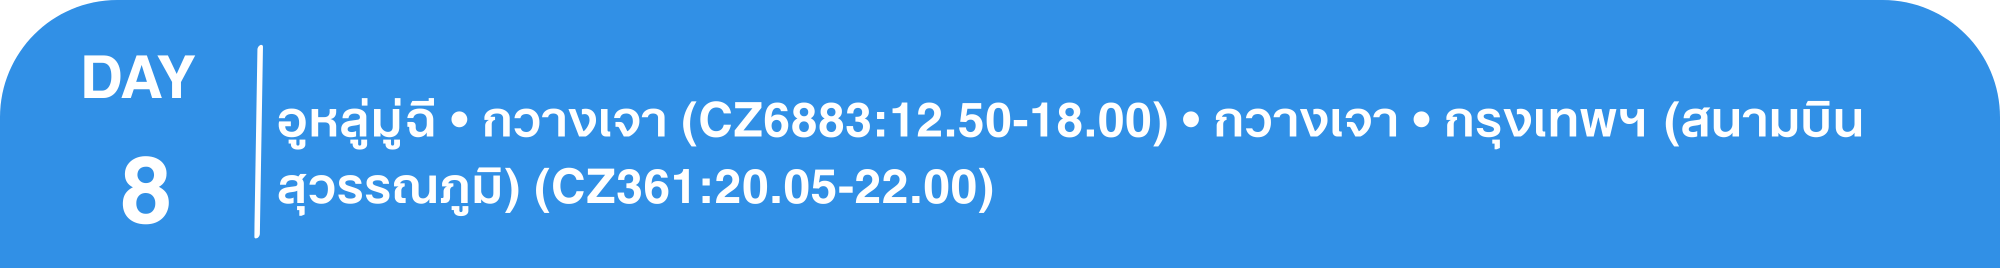 DAY
8
อูหลู่มู่ฉี • กวางเจา (CZ6883:12.50-18.00) • กวางเจา • กรุงเทพฯ (สนามบิน
สุวรรณภูมิ) (CZ361:20.05-22.00)